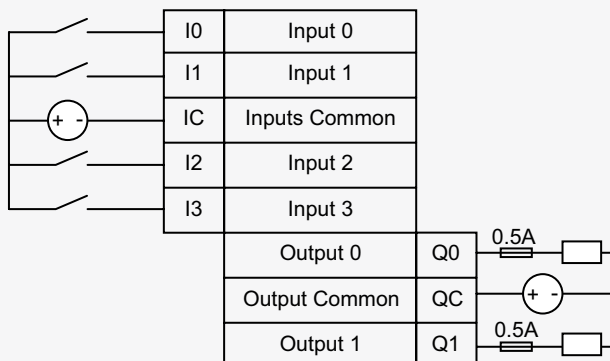 I0 Input 0
I1 Input 1
+ - IC Inputs Common
I2 Input 2
I3 Input 3
Output 0 Q0 0.5A
Output Common QC + -
Output 1 Q1 0.5A